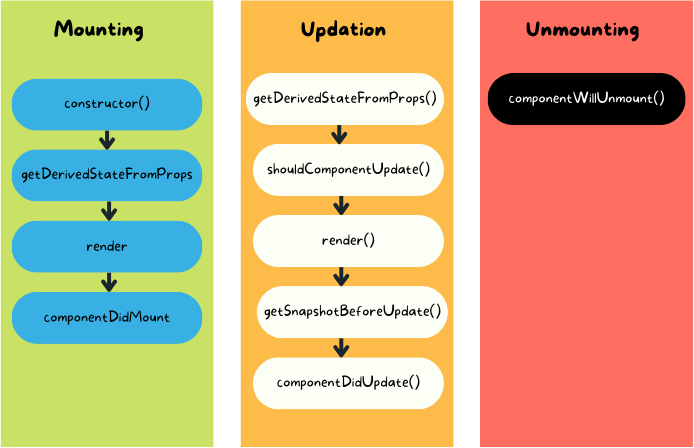 Mounting
constructor()
getDerivedStateFromProps
render
componentDidMount
Updation
getDerivedStateFromProps()
shouldComponentUpdate()
render()
getSnapshotBeforeUpdate()
componentDidUpdate()
Unmounting
componentWillUnmount()